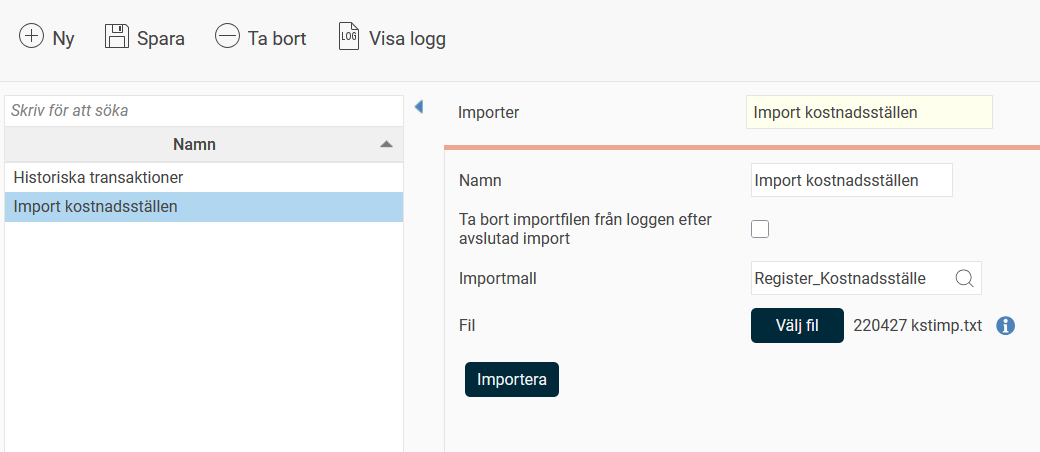 Ny Spara Ta bort LOG Visa logg
Skriv för att söka
Namn
Historiska transaktioner
Import kostnadsställen
Importer Import kostnadsställen
Namn Import kostnadsställen
Ta bort importfilen från loggen efter
avslutad import
Importmall Register_Kostnadsställe
Fil Välj fil 220427 kstimp.txt
Importera